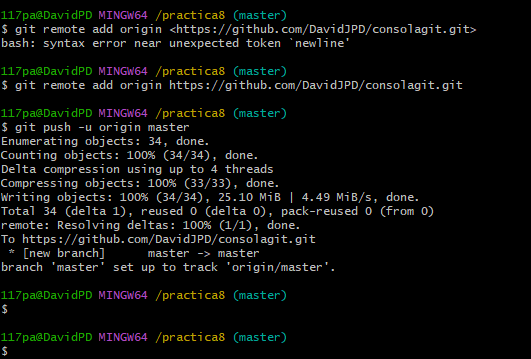 117pa@DavidPD MINGW64 /practica8 (master)
$ git remote add origin <https://github.com/DavidJPD/consolagit.git>
bash: syntax error near unexpected token `newline'
117pa@DavidPD MINGW64 /practica8 (master)
$ git remote add origin https://github.com/DavidJPD/consolagit.git
117pa@DavidPD MINGW64 /practica8 (master)
$ git push -u origin master
Enumerating objects: 34, done.
Counting objects: 100% (34/34), done.
Delta compression using up to 4 threads
Compressing objects: 100% (33/33), done.
Writing objects: 100% (34/34), 25.10 MiB | 4.49 MiB/s, done.
Total 34 (delta 1), reused 0 (delta 0), pack-reused 0 (from 0)
remote: Resolving deltas: 100% (1/1), done.
To https://github.com/DavidJPD/consolagit.git
 * [new branch]      master -> master
branch 'master' set up to track 'origin/master'.
117pa@DavidPD MINGW64 /practica8 (master)
$
117pa@DavidPD MINGW64 /practica8 (master)
$